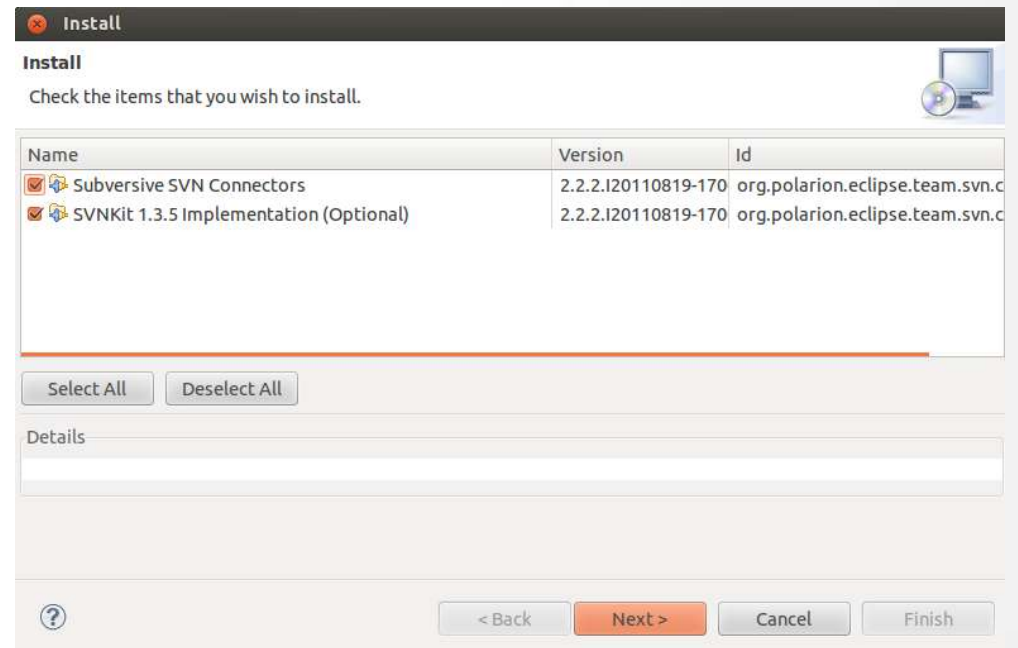 Install
Install
Check the items that you wish to install.
Name Version Id
Subversive SVN Connectors 2.2.2.I20110819-170 org.polarion.eclipse.team.svn.c
SVNKit 1.3.5 Implementation (Optional) 2.2.2.I20110819-170 org.polarion.eclipse.team.svn.c
Select All Deselect All
Details
? < Back Next > Cancel Finish